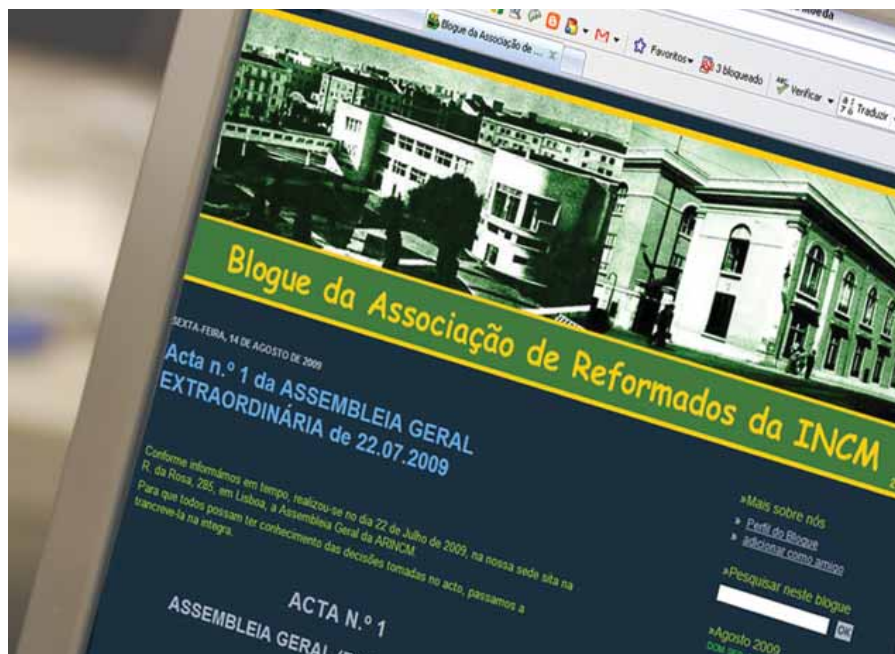 moeda
Blogue da Associação de ... X
Favoritos
3 bloqueado
Verificar
Traduzir
Blogue da Associação de Reformados da INCM
SEXTA-FEIRA, 14 DE AGOSTO DE 2009
Acta n.º 1 da ASSEMBLEIA GERAL
EXTRAORDINÁRIA de 22.07.2009
Conforme informámos em tempo, realizou-se no dia 22 de Julho de 2009, na nossa sede sita na
R. da Rosa, 285, em Lisboa, a Assembleia Geral da ARINCM.
Para que todos possam ter conhecimento das decisões tomadas no acto, passamos a
trancreve-la na integra.
ACTA N.º 1
ASSEMBLEIA GERAL
»Mais sobre nós
» Perfil do Blogue
» adicionar como amigo
»Pesquisar neste blogue
OK
»Agosto 2009